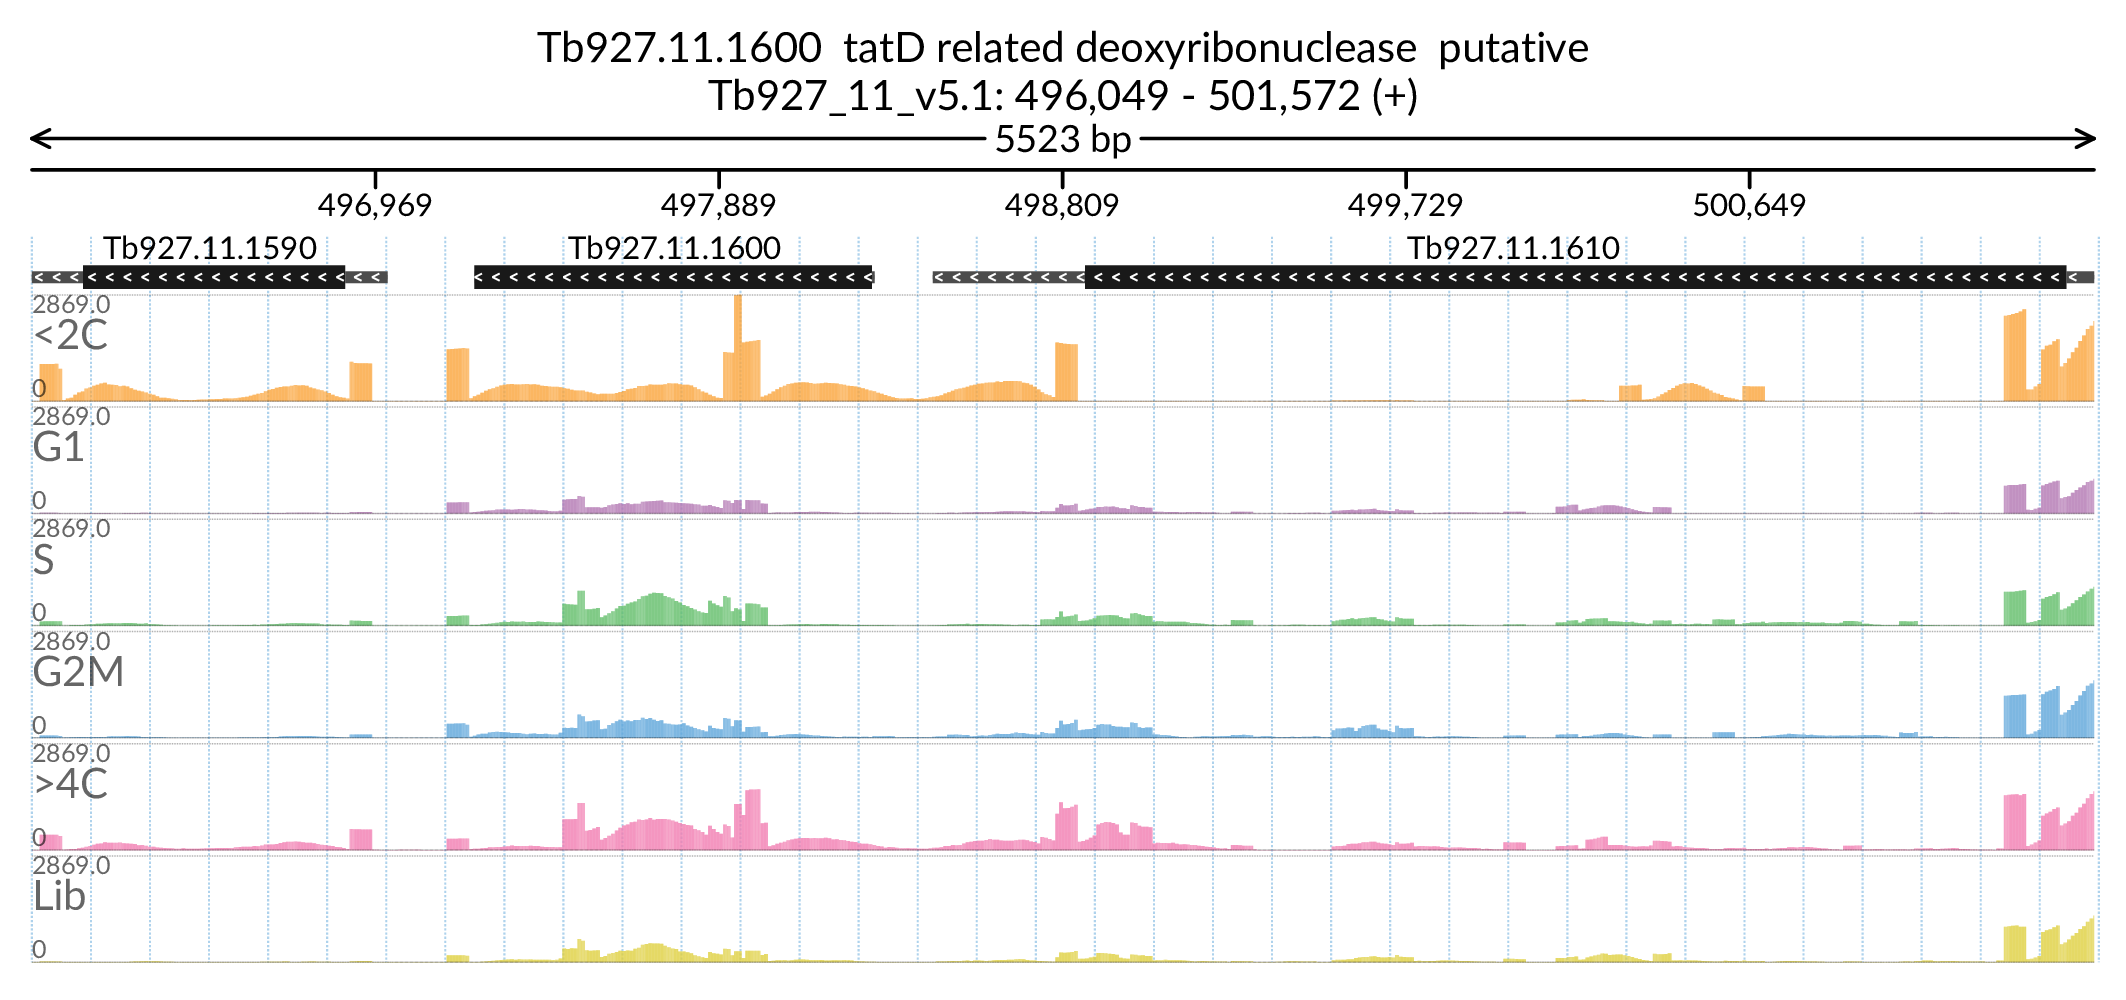 Tb927.11.1600  tatD related deoxyribonuclease  putative
Tb927_11_v5.1: 496,049 - 501,572 (+)
5523 bp
496,969 497,889 498,809 499,729 500,649
Tb927.11.1590 Tb927.11.1600 Tb927.11.1610
2869.0
<2C
0
2869.0
G1
0
2869.0
S
0
2869.0
G2M
0
2869.0
>4C
0
2869.0
Lib
0